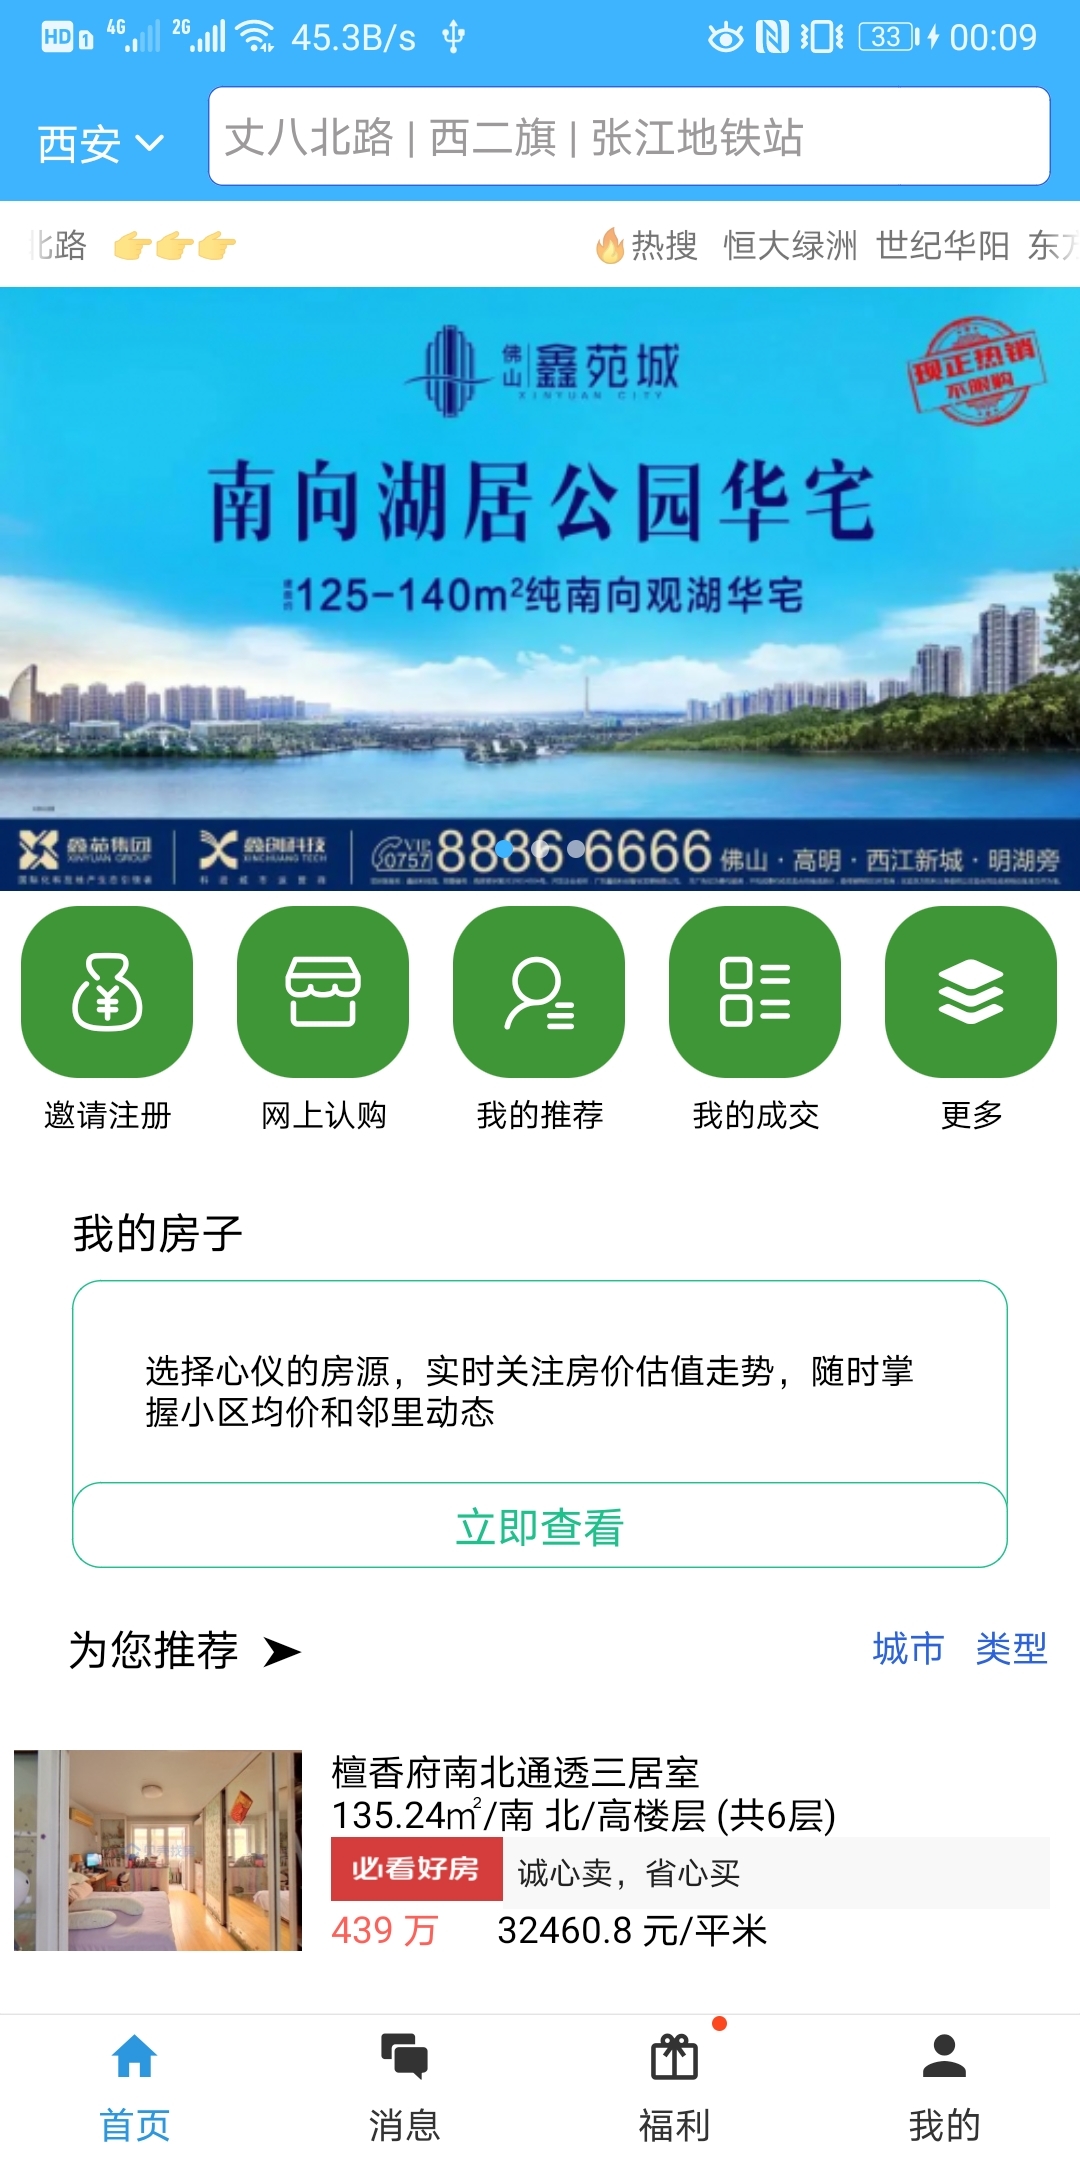 HD 1 4G 2G 45.3B/s 33 00:09
西安
丈八北路 | 西二旗 | 张江地铁站
北路 👉👉👉 🔥热搜 恒大绿洲 世纪华阳 东方
佛山 鑫苑城
XINYUAN CITY
现正热销
不限购
南向湖居公园华宅
125-140m²纯南向观湖华宅
鑫苑集团
XINYUAN GROUP
鑫创科技
XINCHUANG TECH
VIP
0757 8886 6666 佛山·高明·西江新城·明湖旁
邀请注册 网上认购 我的推荐 我的成交 更多
我的房子
选择心仪的房源，实时关注房价估值走势，随时掌
握小区均价和邻里动态
立即查看
为您推荐 ➤ 城市 类型
檀香府南北通透三居室
135.24㎡/南 北/高楼层 (共6层)
必看好房 诚心卖，省心买
439 万 32460.8 元/平米
首页 消息 福利 我的